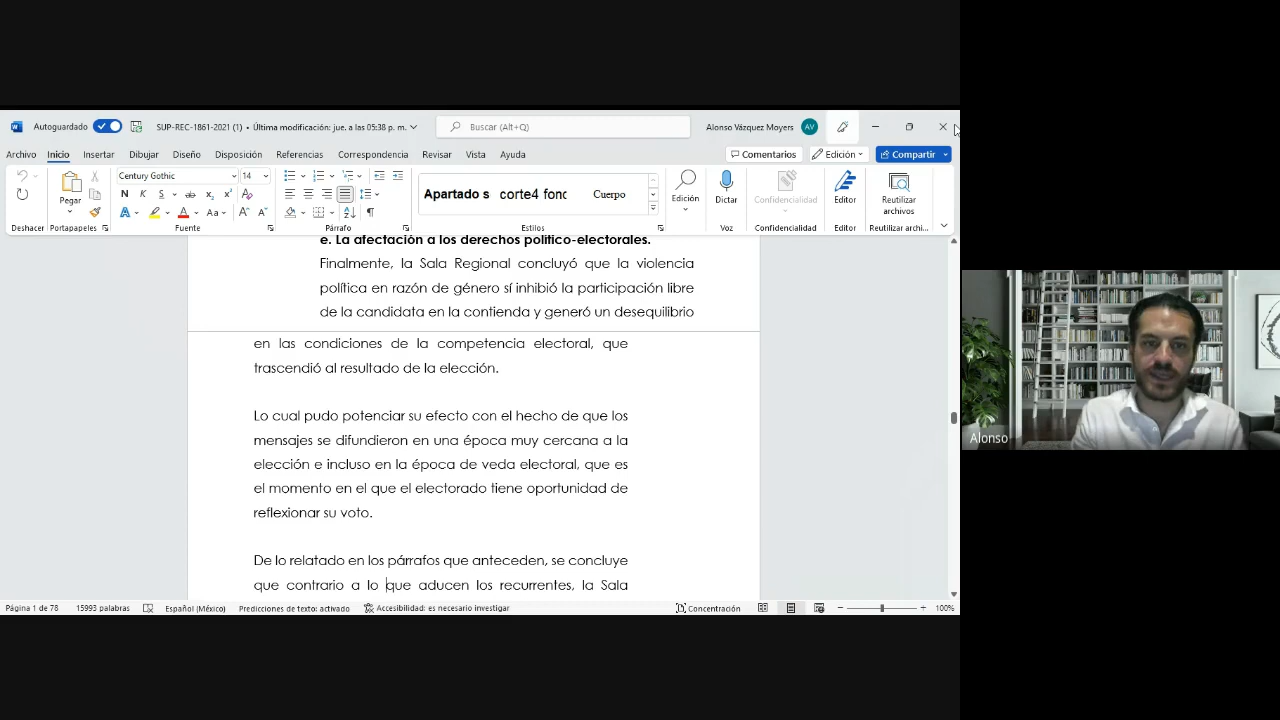 Autoguardado
SUP-REC-1861-2021 (1) • Última modificación: jue. a las 05:38 p. m.
Buscar (Alt+Q)
Alonso Vázquez Moyers
AV
Archivo Inicio Insertar Dibujar Diseño Disposición Referencias Correspondencia Revisar Vista Ayuda
Comentarios Edición Compartir
Pegar
Century Gothic 14
N K S
Aa
Apartado s corte4 fonc Cuerpo
Edición
Dictar
Confidencialidad
Editor
Reutilizar archivos
Deshacer Portapapeles Fuente Párrafo Estilos Voz Confidencialidad Editor Reutilizar archi...
e. La afectación a los derechos político-electorales.
Finalmente, la Sala Regional concluyó que la violencia
política en razón de género sí inhibió la participación libre
de la candidata en la contienda y generó un desequilibrio
en las condiciones de la competencia electoral, que
trascendió al resultado de la elección.
Lo cual pudo potenciar su efecto con el hecho de que los
mensajes se difundieron en una época muy cercana a la
elección e incluso en la época de veda electoral, que es
el momento en el que el electorado tiene oportunidad de
reflexionar su voto.
De lo relatado en los párrafos que anteceden, se concluye
que contrario a lo que aducen los recurrentes, la Sala
Página 1 de 78 15993 palabras Español (México) Predicciones de texto: activado Accesibilidad: es necesario investigar Concentración 100%
Alonso